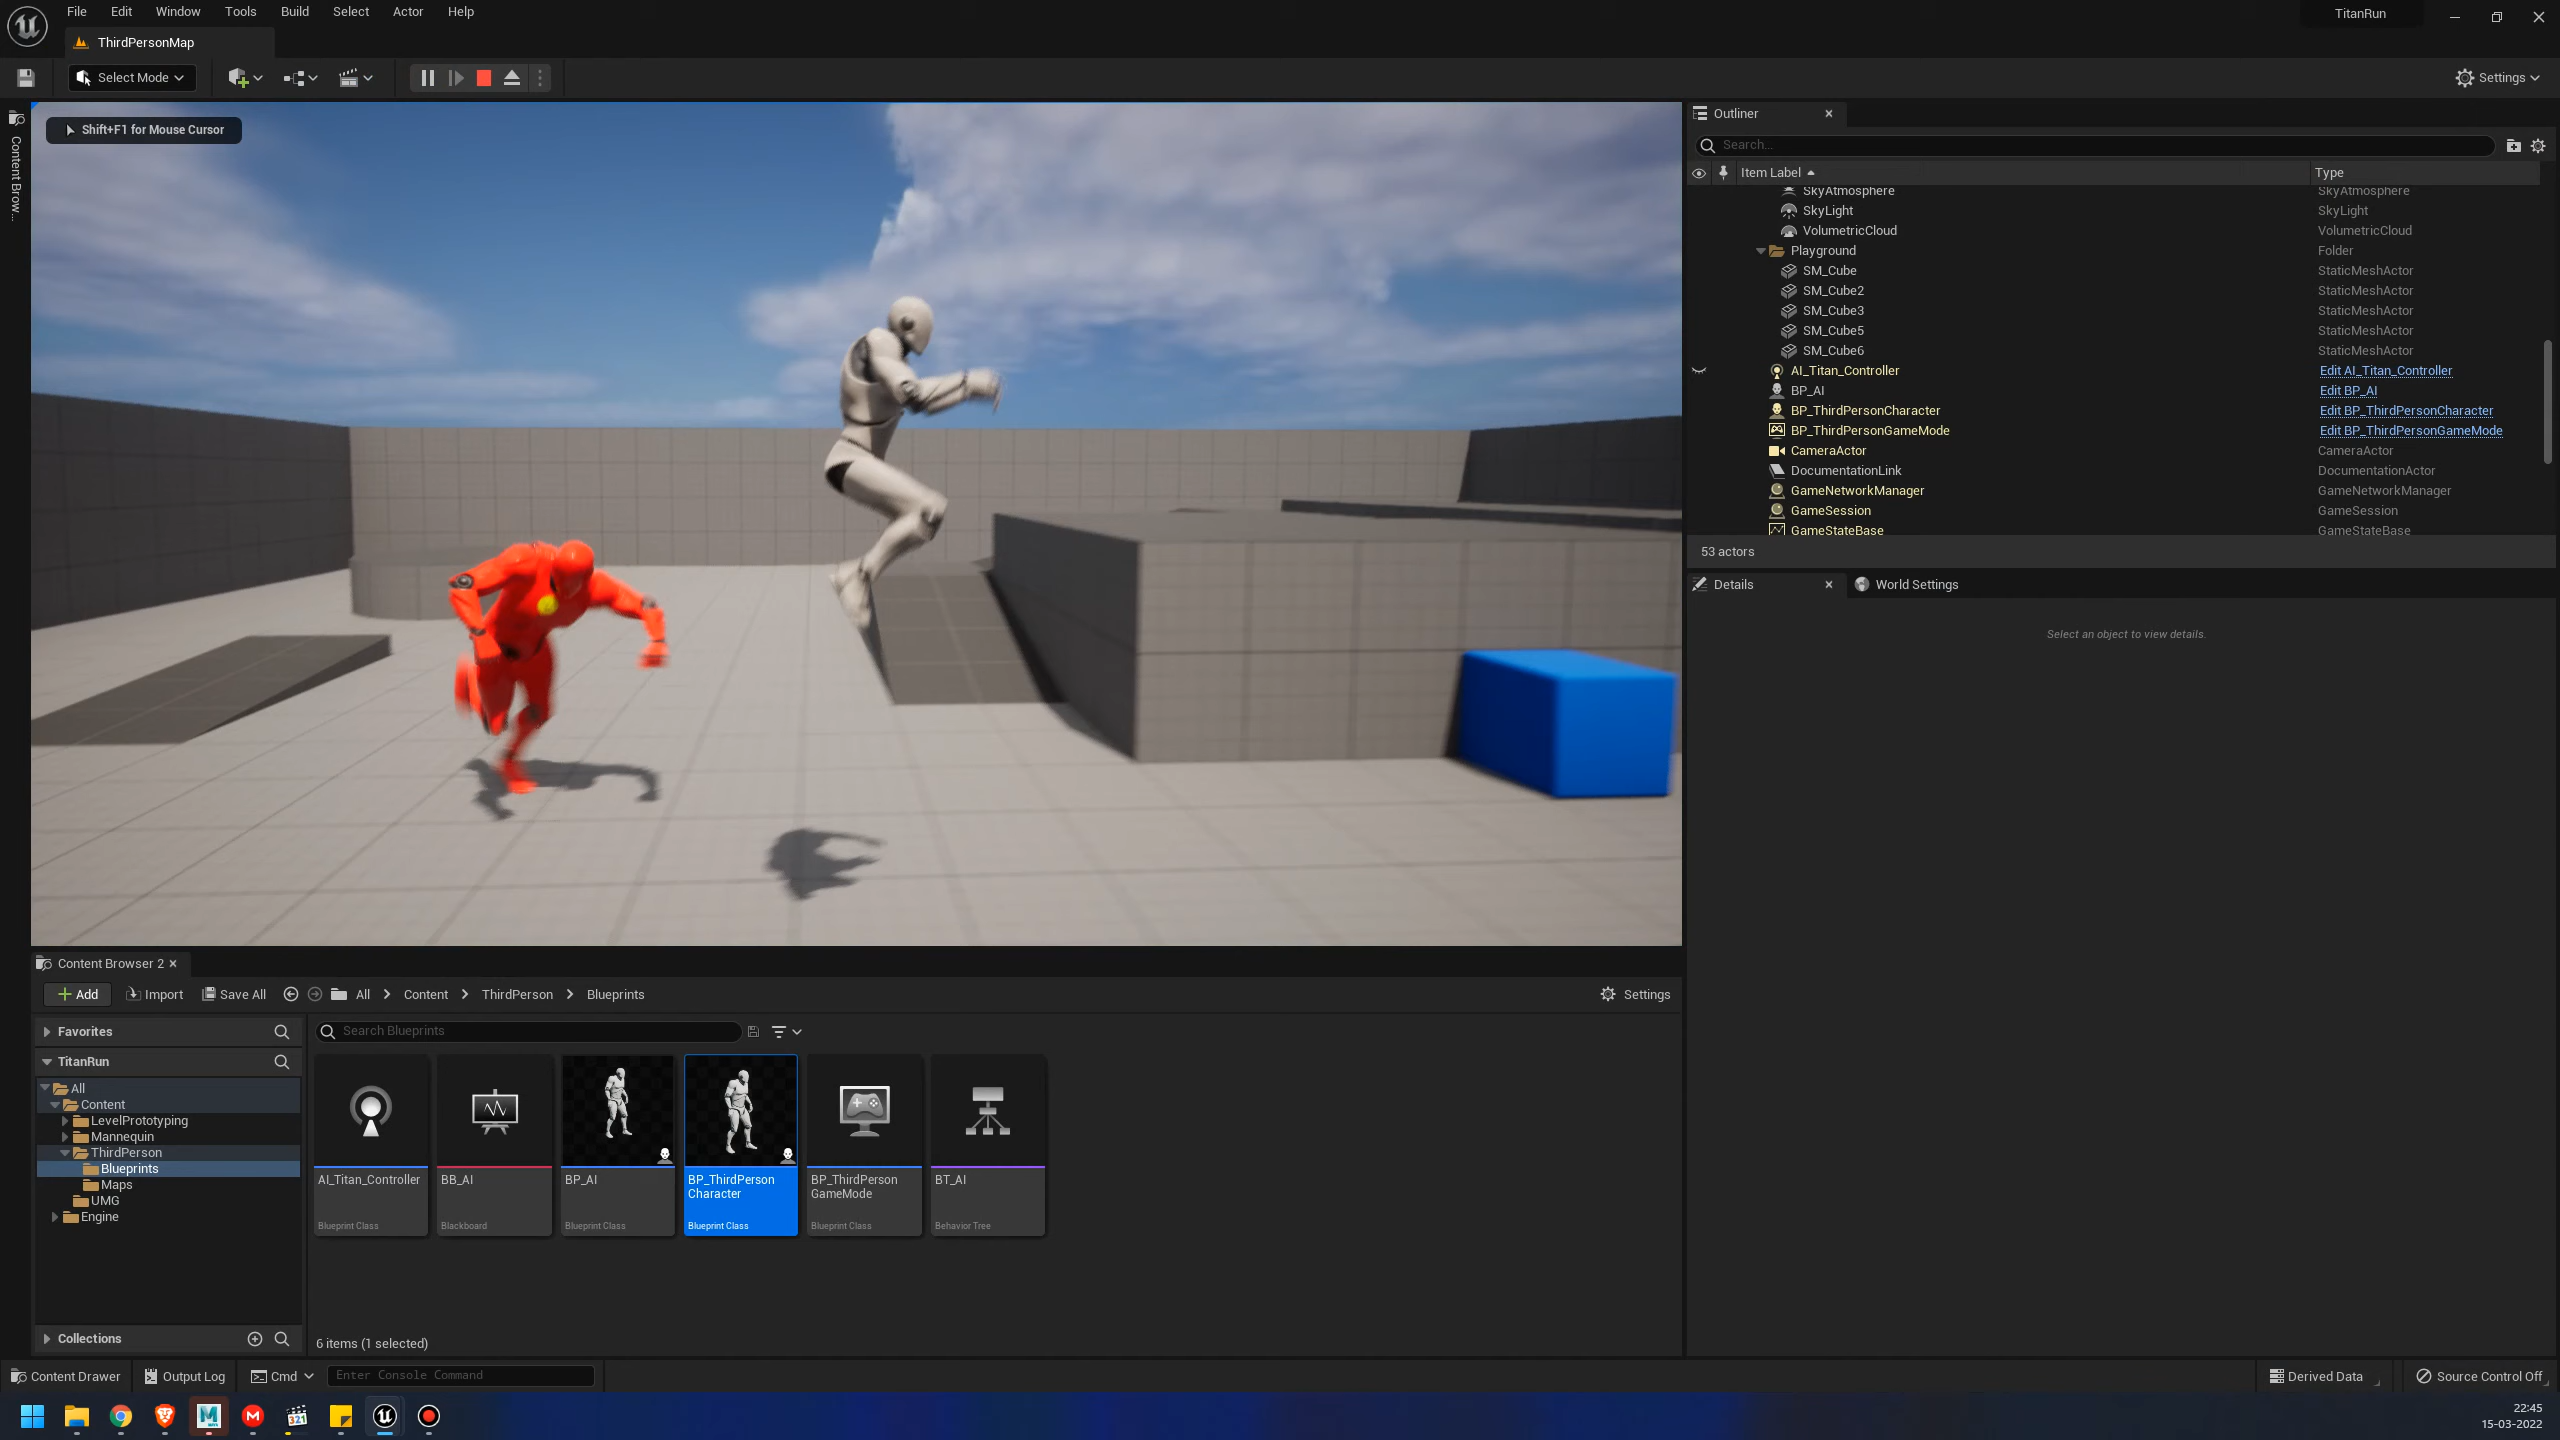 File Edit Window Tools Build Select Actor Help
TitanRun
ThirdPersonMap
Select Mode
Settings
Shift+F1 for Mouse Cursor
Content Brow...
Outliner
Search...
Item Label Type
SkyAtmosphere SkyAtmosphere
SkyLight SkyLight
VolumetricCloud VolumetricCloud
Playground Folder
SM_Cube StaticMeshActor
SM_Cube2 StaticMeshActor
SM_Cube3 StaticMeshActor
SM_Cube5 StaticMeshActor
SM_Cube6 StaticMeshActor
AI_Titan_Controller Edit AI_Titan_Controller
BP_AI Edit BP_AI
BP_ThirdPersonCharacter Edit BP_ThirdPersonCharacter
BP_ThirdPersonGameMode Edit BP_ThirdPersonGameMode
CameraActor CameraActor
DocumentationLink DocumentationActor
GameNetworkManager GameNetworkManager
GameSession GameSession
GameStateBase GameStateBase
53 actors
Details World Settings
Select an object to view details.
Content Browser 2
Add Import Save All All Content ThirdPerson Blueprints Settings
Favorites
Search Blueprints
TitanRun
All
Content
LevelPrototyping
Mannequin
ThirdPerson
Blueprints
Maps
UMG
Engine
AI_Titan_Controller
Blueprint Class
BB_AI
Blackboard
BP_AI
Blueprint Class
BP_ThirdPerson
Character
Blueprint Class
BP_ThirdPerson
GameMode
Blueprint Class
BT_AI
Behavior Tree
Collections
6 items (1 selected)
Content Drawer Output Log Cmd Enter Console Command Derived Data Source Control Off
321
22:45
15-03-2022